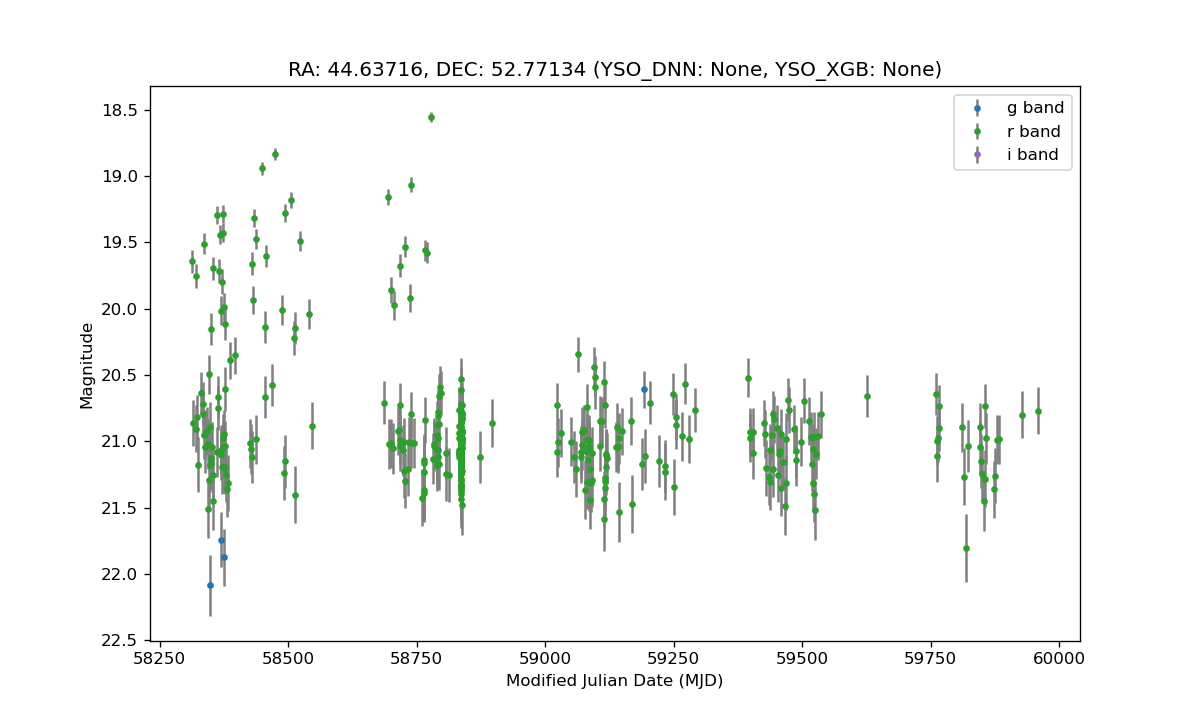 RA: 44.63716, DEC: 52.77134 (YSO_DNN: None, YSO_XGB: None)
g band
r band
i band
18.5
19.0
19.5
20.0
20.5
21.0
21.5
22.0
22.5
Magnitude
58250 58500 58750 59000 59250 59500 59750 60000
Modified Julian Date (MJD)